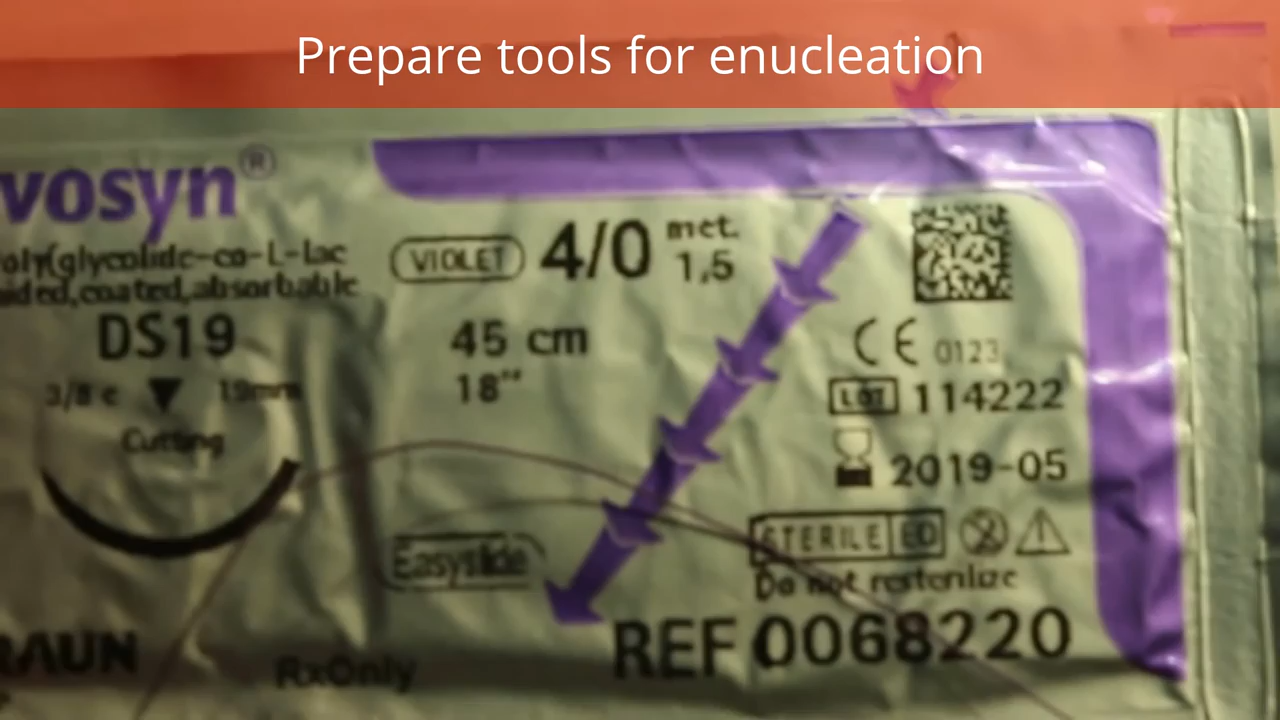 Prepare tools for enucleation
vosyn®
oly(glycolide-co-L-lac
ided,coated,absorbable
DS19
3/8 c 19mm
Cutting
VIOLET 4/0 met. 1,5
45 cm
18"
Easyslide
CE 0123
LOT 114222
2019-05
STERILE EO
Do not resterilize
REF 0068220
RAUN
RxOnly